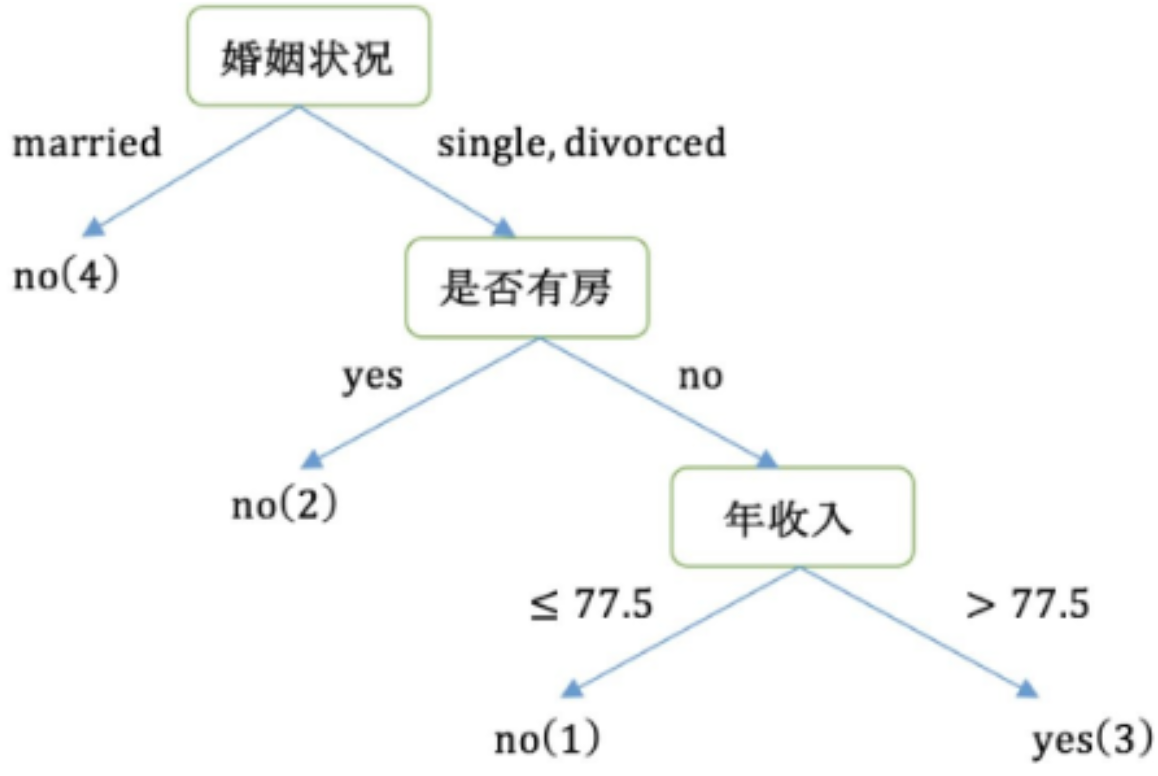 婚姻状况
married
single, divorced
no(4)
是否有房
yes
no
no(2)
年收入
≤ 77.5
> 77.5
no(1)
yes(3)